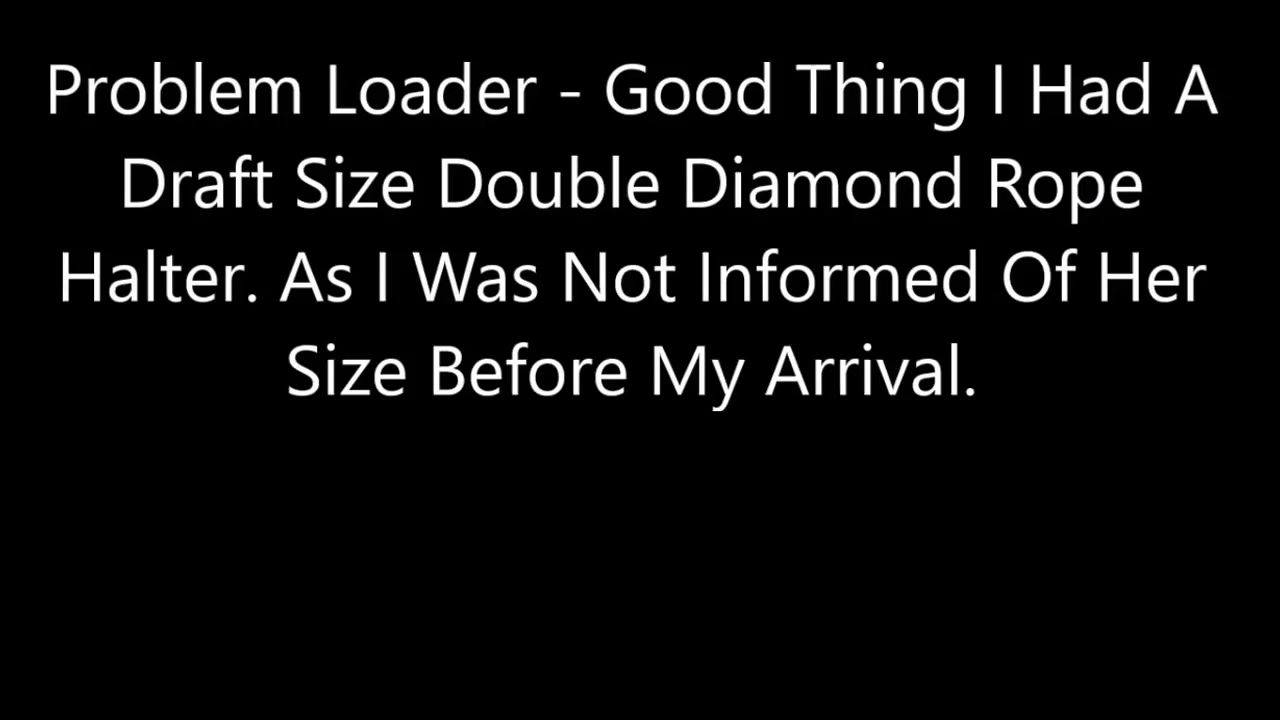 Problem Loader - Good Thing I Had A
Draft Size Double Diamond Rope
Halter. As I Was Not Informed Of Her
Size Before My Arrival.